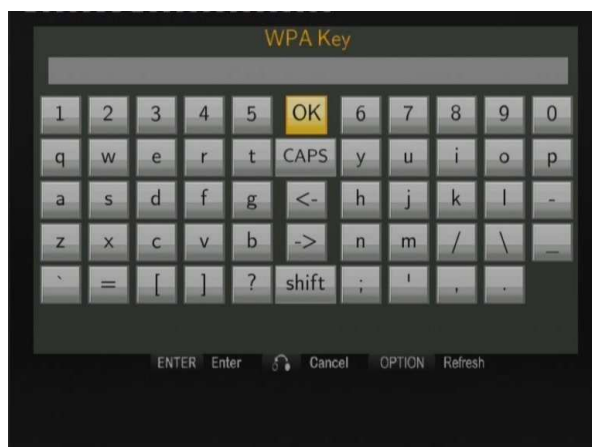 WPA Key
1 2 3 4 5 OK 6 7 8 9 0
q w e r t CAPS y u i o p
a s d f g <- h j k l -
z x c v b -> n m / \ _
` = [ ] ? shift ; ' , .
ENTER Enter Cancel OPTION Refresh